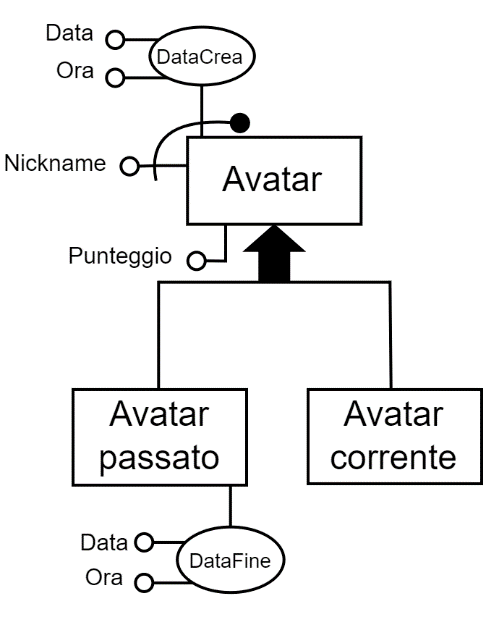 Data
DataCrea
Ora
Nickname
Avatar
Punteggio
Avatar
passato
Avatar
corrente
Data
DataFine
Ora